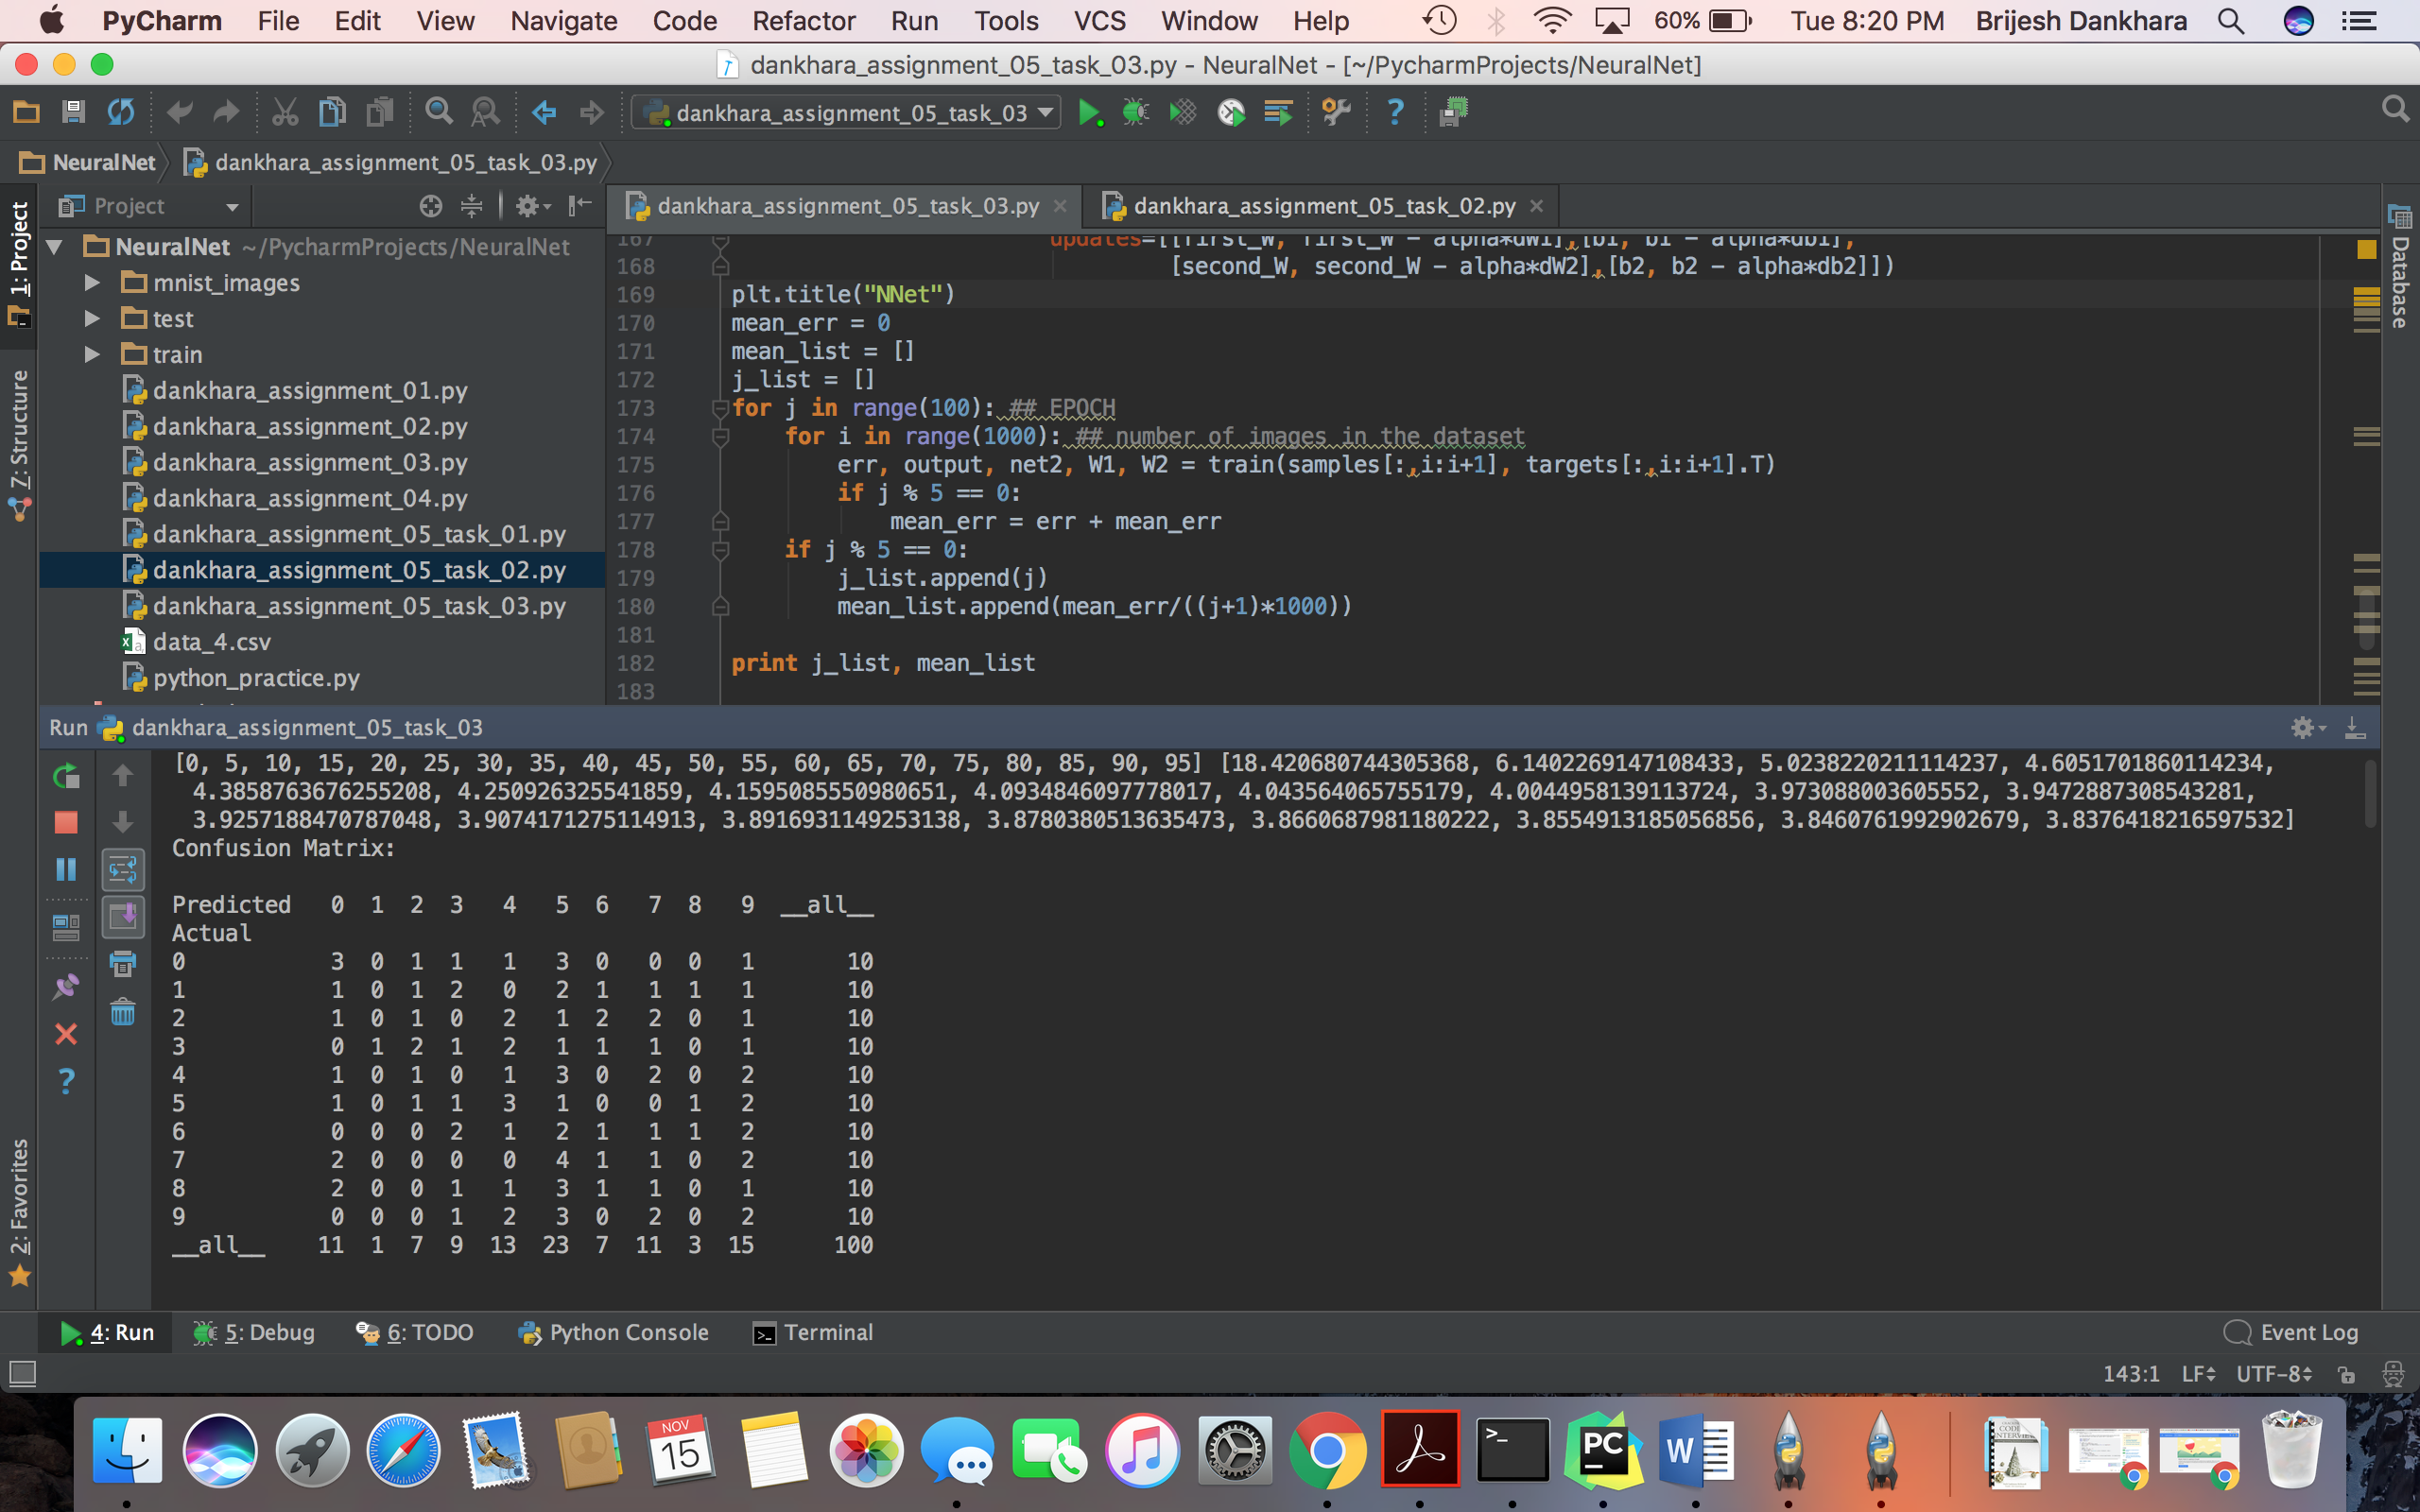 PyCharm File Edit View Navigate Code Refactor Run Tools VCS Window Help 60% Tue 8:20 PM Brijesh Dankhara
dankhara_assignment_05_task_03.py - NeuralNet - [~/PycharmProjects/NeuralNet]
dankhara_assignment_05_task_03
NeuralNet dankhara_assignment_05_task_03.py
1: Project
Z: Structure
2: Favorites
Project
NeuralNet ~/PycharmProjects/NeuralNet
mnist_images
test
train
dankhara_assignment_01.py
dankhara_assignment_02.py
dankhara_assignment_03.py
dankhara_assignment_04.py
dankhara_assignment_05_task_01.py
dankhara_assignment_05_task_02.py
dankhara_assignment_05_task_03.py
data_4.csv
python_practice.py
dankhara_assignment_05_task_03.py dankhara_assignment_05_task_02.py
167 updates=[[first_W, first_W - alpha*dW1],[b1, b1 - alpha*db1],
168 [second_W, second_W - alpha*dW2],[b2, b2 - alpha*db2]])
169 plt.title("NNet")
170 mean_err = 0
171 mean_list = []
172 j_list = []
173 for j in range(100): ## EPOCH
174 for i in range(1000): ## number of images in the dataset
175 err, output, net2, W1, W2 = train(samples[:,i:i+1], targets[:,i:i+1].T)
176 if j % 5 == 0:
177 mean_err = err + mean_err
178 if j % 5 == 0:
179 j_list.append(j)
180 mean_list.append(mean_err/((j+1)*1000))
181
182 print j_list, mean_list
183
Database
Run dankhara_assignment_05_task_03
[0, 5, 10, 15, 20, 25, 30, 35, 40, 45, 50, 55, 60, 65, 70, 75, 80, 85, 90, 95] [18.420680744305368, 6.1402269147108433, 5.0238220211114237, 4.6051701860114234,
4.3858763676255208, 4.250926325541859, 4.1595085550980651, 4.0934846097778017, 4.043564065755179, 4.0044958139113724, 3.973088003605552, 3.9472887308543281,
3.9257188470787048, 3.9074171275114913, 3.8916931149253138, 3.8780380513635473, 3.8660687981180222, 3.8554913185056856, 3.8460761992902679, 3.8376418216597532]
Confusion Matrix:
Predicted 0 1 2 3 4 5 6 7 8 9 __all__
Actual
0 3 0 1 1 1 3 0 0 0 1 10
1 1 0 1 2 0 2 1 1 1 1 10
2 1 0 1 0 2 1 2 2 0 1 10
3 0 1 2 1 2 1 1 1 0 1 10
4 1 0 1 0 1 3 0 2 0 2 10
5 1 0 1 1 3 1 0 0 1 2 10
6 0 0 0 2 1 2 1 1 1 2 10
7 2 0 0 0 0 4 1 1 0 2 10
8 2 0 0 1 1 3 1 1 0 1 10
9 0 0 0 1 2 3 0 2 0 2 10
__all__ 11 1 7 9 13 23 7 11 3 15 100
4: Run 5: Debug 6: TODO Python Console Terminal Event Log
143:1 LF UTF-8
NOV
15
PC
W